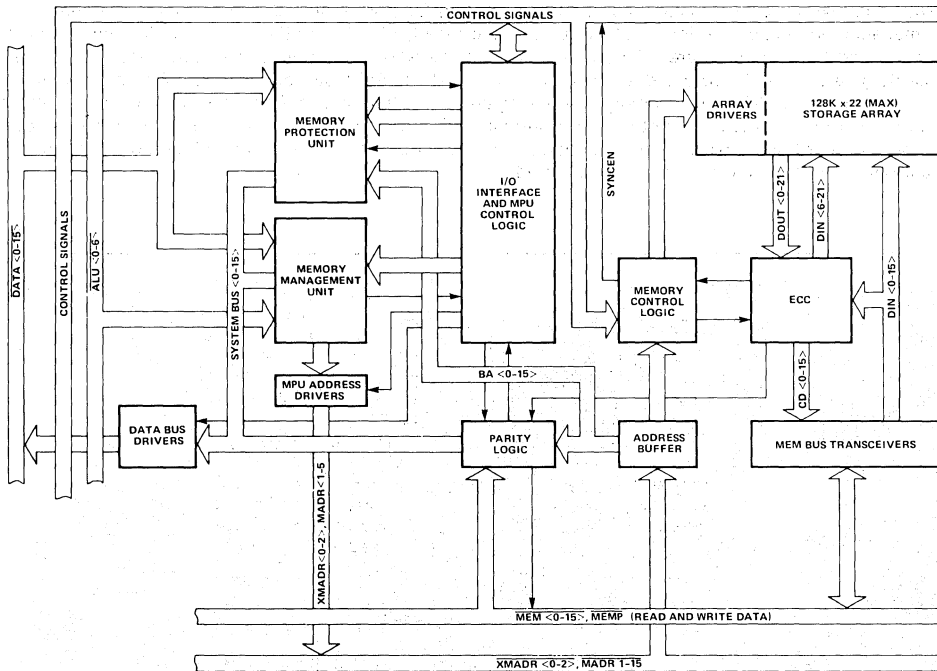 CONTROL SIGNALS
MEMORY
PROTECTION
UNIT
I/O
INTERFACE
AND MPU
CONTROL
LOGIC
SYNCEN
ARRAY
DRIVERS
128K x 22 (MAX)
STORAGE ARRAY
DOUT <0-21>
DIN <6-21>
DATA <0-15>
CONTROL SIGNALS
ALU <0-6>
SYSTEM BUS <0-15>
MEMORY
MANAGEMENT
UNIT
MEMORY
CONTROL
LOGIC
ECC
DIN <0-15>
MPU ADDRESS
DRIVERS
BA <0-15>
CD <0-15>
DATA BUS
DRIVERS
PARITY
LOGIC
ADDRESS
BUFFER
MEM BUS TRANSCEIVERS
XMADR<0-2>, MADR<1-5
MEM <0-15>, MEMP (READ AND WRITE DATA)
XMADR <0-2>, MADR 1-15